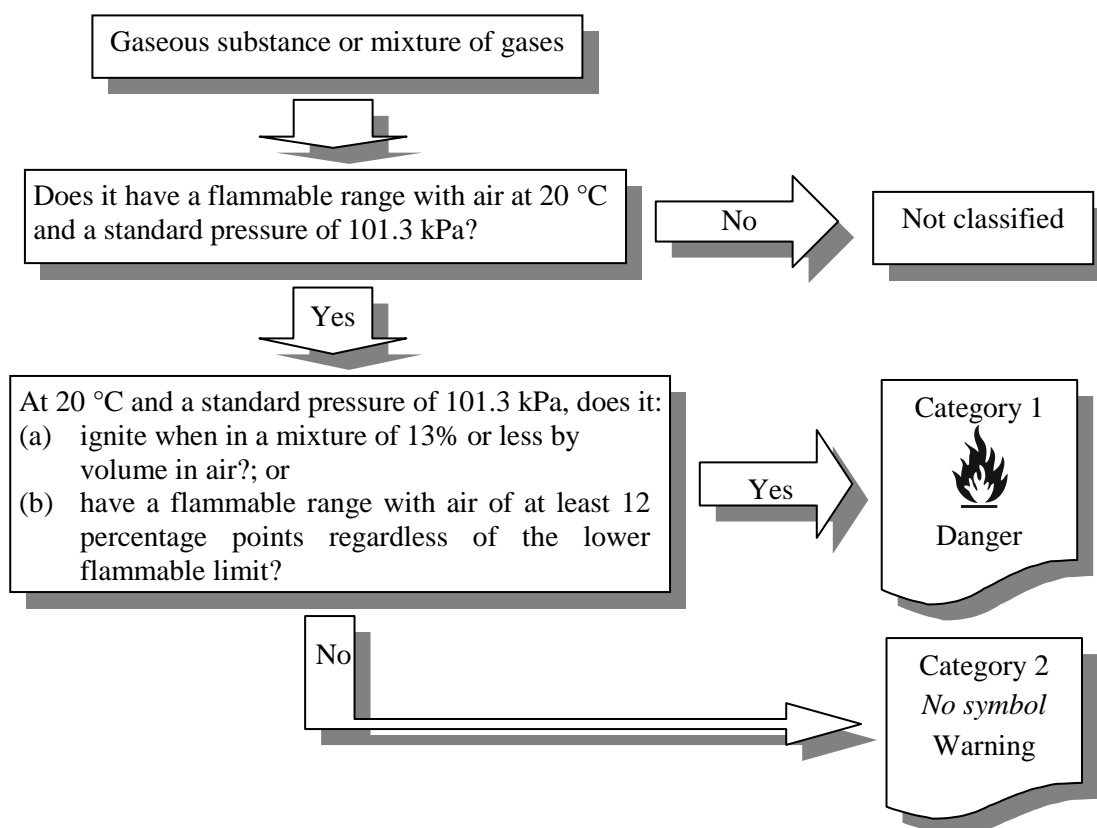 Gaseous substance or mixture of gases
Does it have a flammable range with air at 20 °C
and a standard pressure of 101.3 kPa?
No
Not classified
Yes
At 20 °C and a standard pressure of 101.3 kPa, does it:
(a) ignite when in a mixture of 13% or less by
volume in air?; or
(b) have a flammable range with air of at least 12
percentage points regardless of the lower
flammable limit?
Yes
Category 1
Danger
No
Category 2
No symbol
Warning